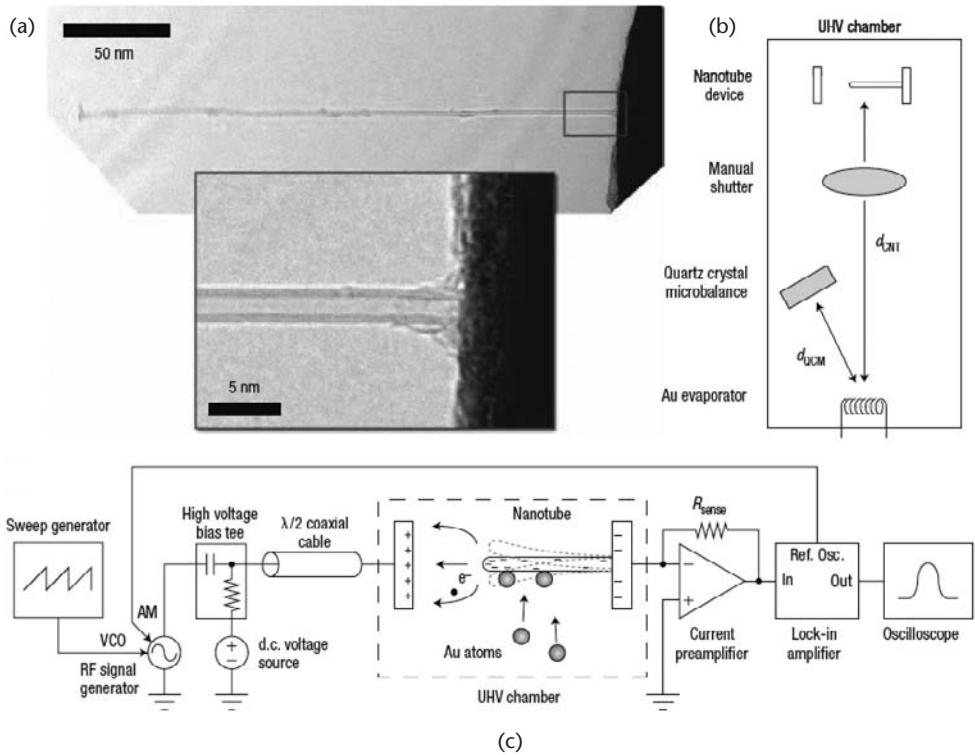 (a)
50 nm
5 nm
(b)
UHV chamber
Nanotube
device
Manual
shutter
d_CNT
Quartz crystal
microbalance
d_QCM
Au evaporator
Sweep generator
High voltage
bias tee
λ/2 coaxial
cable
Nanotube
R_sense
Ref. Osc.
In
Out
AM
VCO
RF signal
generator
d.c. voltage
source
+
−
+
+
+
+
+
e−
Au atoms
−
−
−
−
−
−
+
Current
preamplifier
Lock-in
amplifier
Oscilloscope
UHV chamber
(c)